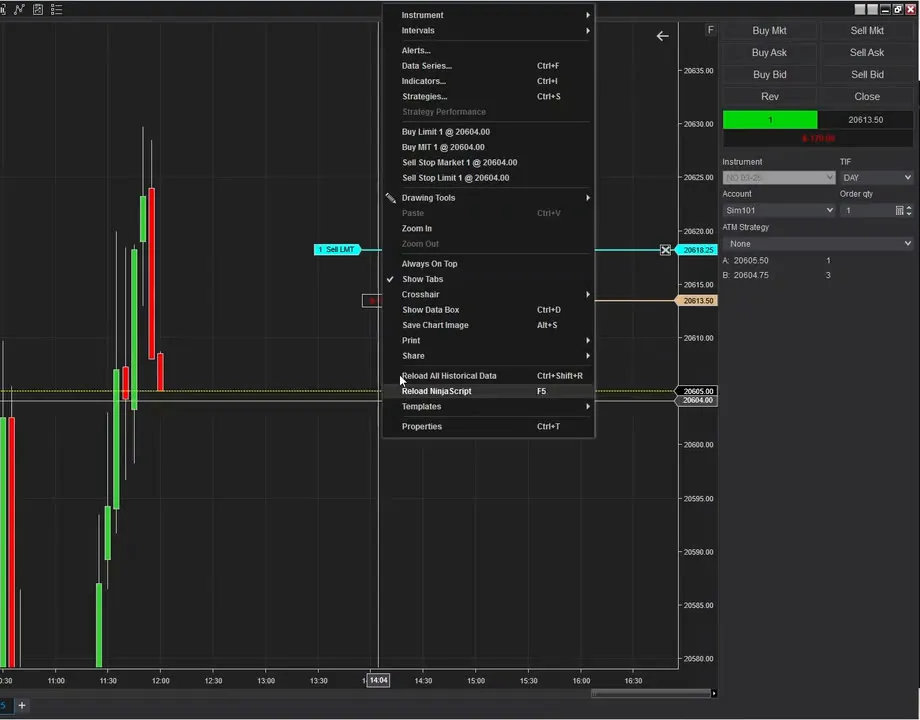 Instrument
Intervals
Alerts...
Data Series... Ctrl+F
Indicators... Ctrl+I
Strategies... Ctrl+S
Strategy Performance
Buy Limit 1 @ 20604.00
Buy MIT 1 @ 20604.00
Sell Stop Market 1 @ 20604.00
Sell Stop Limit 1 @ 20604.00
Drawing Tools
Paste Ctrl+V
Zoom In
Zoom Out
Always On Top
Show Tabs
Crosshair
Show Data Box Ctrl+D
Save Chart Image Alt+S
Print
Share
Reload All Historical Data Ctrl+Shift+R
Reload NinjaScript F5
Templates
Properties Ctrl+T
1 Sell LMT
F
20635.00
20630.00
20625.00
20620.00
20618.25
20615.00
20613.50
20610.00
20605.00
20604.00
20600.00
20595.00
20590.00
20585.00
20580.00
Buy Mkt Sell Mkt
Buy Ask Sell Ask
Buy Bid Sell Bid
Rev Close
1 20613.50
Instrument TIF
NQ 03-25 DAY
Account Order qty
Sim101 1
ATM Strategy
None
A: 20605.50 1
B: 20604.75 3
11:00 11:30 12:00 12:30 13:00 13:30 14:04 14:30 15:00 15:30 16:00 16:30
5 +